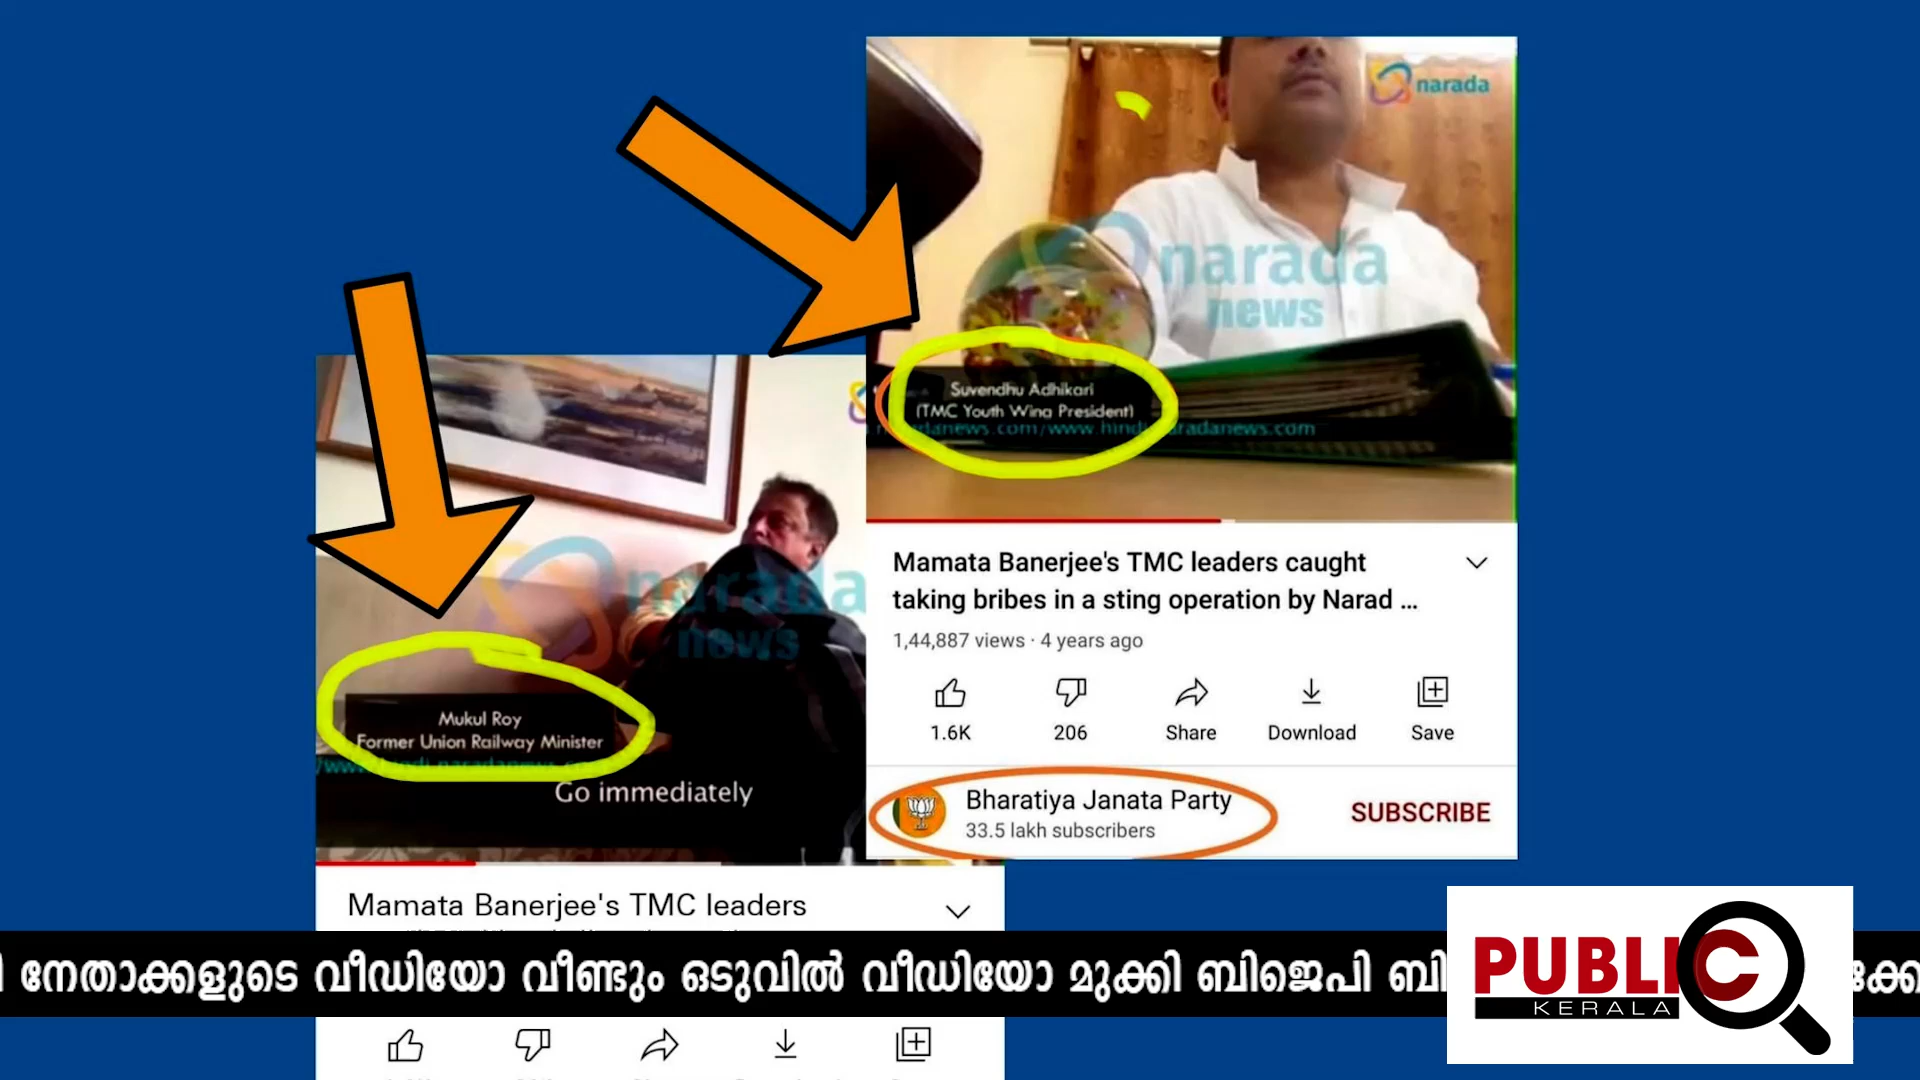 narada
narada
news
Suvendhu Adhikari
(TMC Youth Wing President)
Mamata Banerjee's TMC leaders caught
taking bribes in a sting operation by Narad ...
1,44,887 views · 4 years ago
1.6K
206
Share
Download
Save
Bharatiya Janata Party
33.5 lakh subscribers
SUBSCRIBE
narada
news
Mukul Roy
Former Union Railway Minister
Go immediately
Mamata Banerjee's TMC leaders
നേതാക്കളുടെ വീഡിയോ വീണ്ടും ഒടുവിൽ വീഡിയോ മുക്കി ബിജെപി
PUBLIC
KERALA